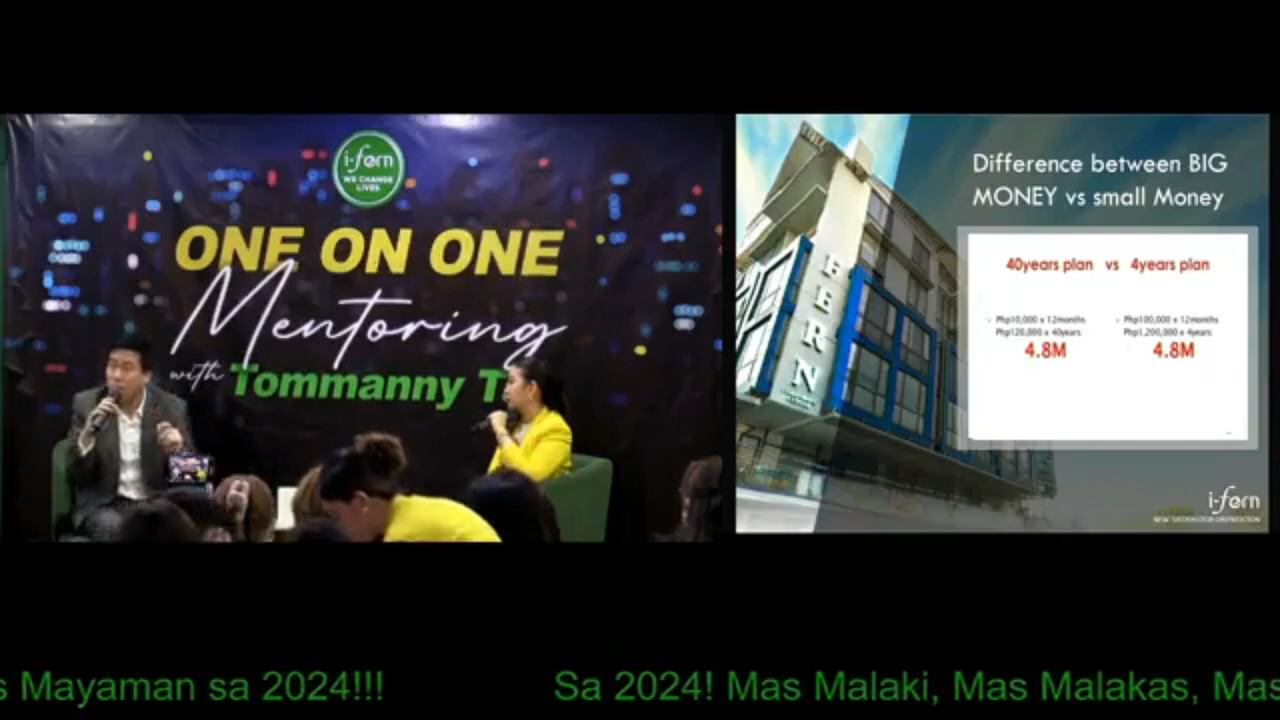 i-fern
WE CHANGE
LIVES
ONE ON ONE
Mentoring
with Tommanny T
FERN
Difference between BIG
MONEY vs small Money
40years plan vs 4years plan
Php10,000 x 12months
Php120,000 x 40years
4.8M
Php100,000 x 12months
Php1,200,000 x 4years
4.8M
i-fern
s Mayaman sa 2024!!!
Sa 2024! Mas Malaki, Mas Malakas, Mas